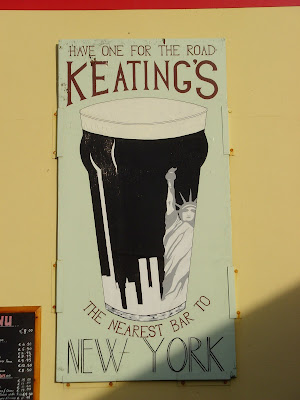 HAVE ONE FOR THE ROAD
KEATING'S
THE NEAREST BAR TO
NEW YORK